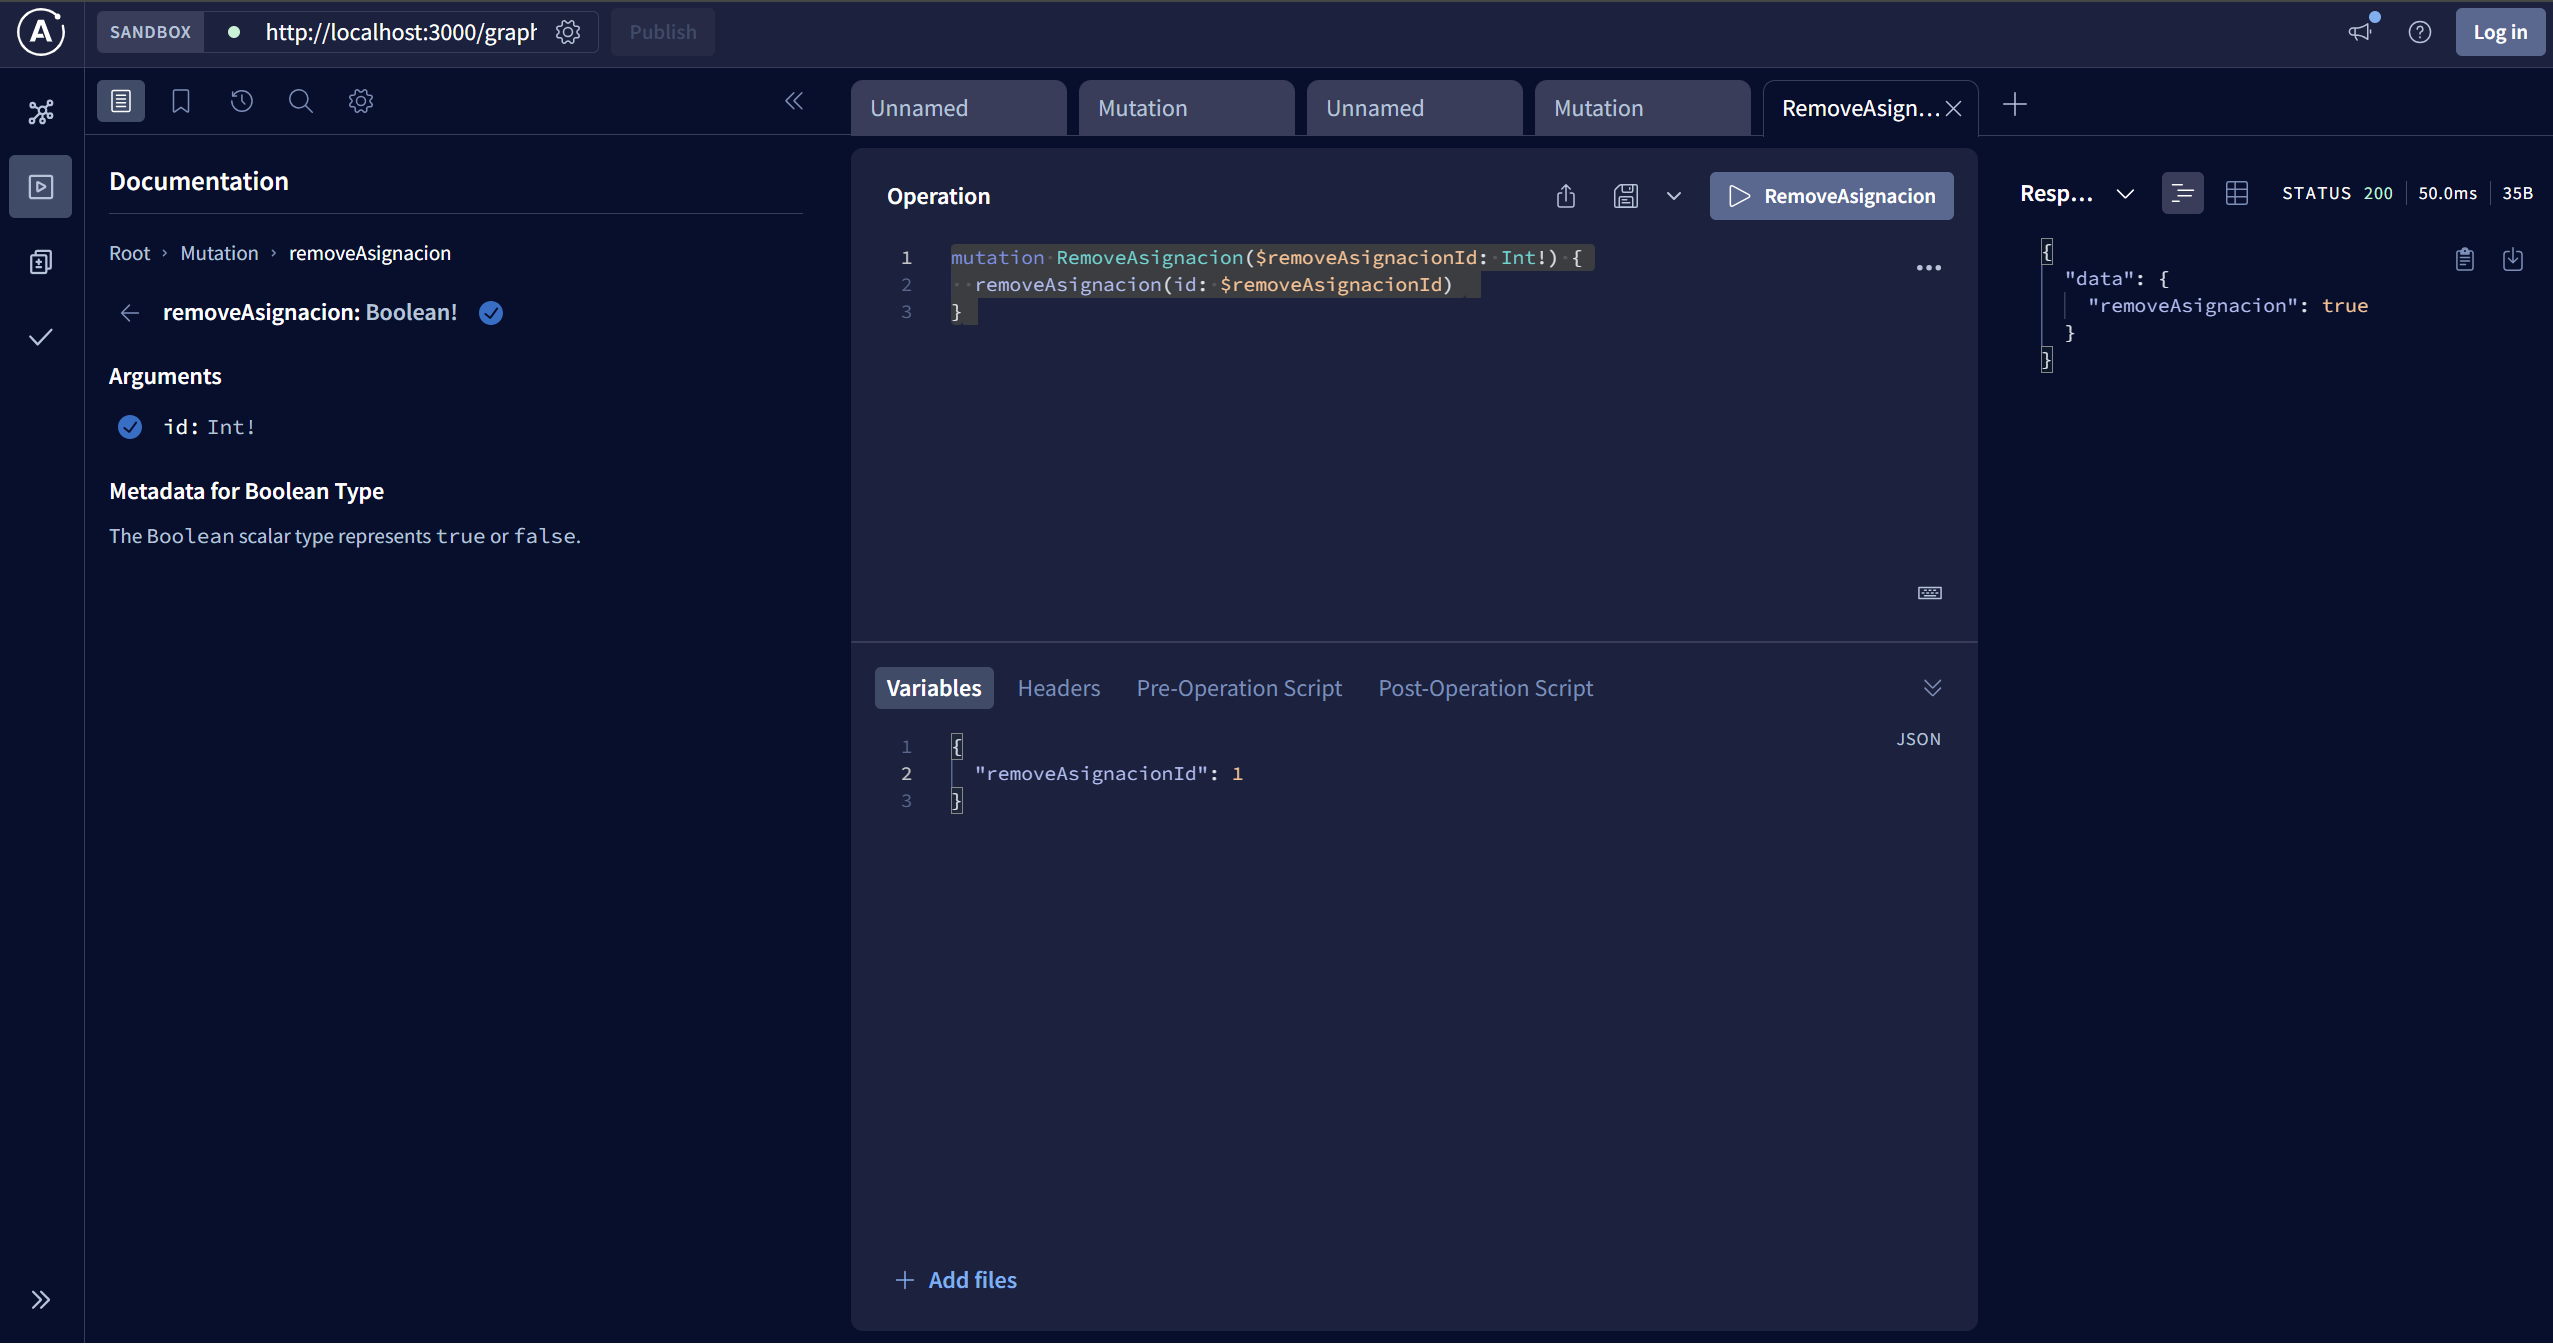 SANDBOX
http://localhost:3000/graph
Publish
Log in
Unnamed
Mutation
Unnamed
Mutation
RemoveAsign...
Documentation
Root › Mutation › removeAsignacion
removeAsignacion: Boolean!
Arguments
id: Int!
Metadata for Boolean Type
The Boolean scalar type represents true or false.
Operation
RemoveAsignacion
1 mutation RemoveAsignacion($removeAsignacionId: Int!) {
2 removeAsignacion(id: $removeAsignacionId)
3 }
Variables
Headers
Pre-Operation Script
Post-Operation Script
JSON
1 {
2 "removeAsignacionId": 1
3 }
Add files
Resp...
STATUS 200
50.0ms
35B
{
"data": {
"removeAsignacion": true
}
}